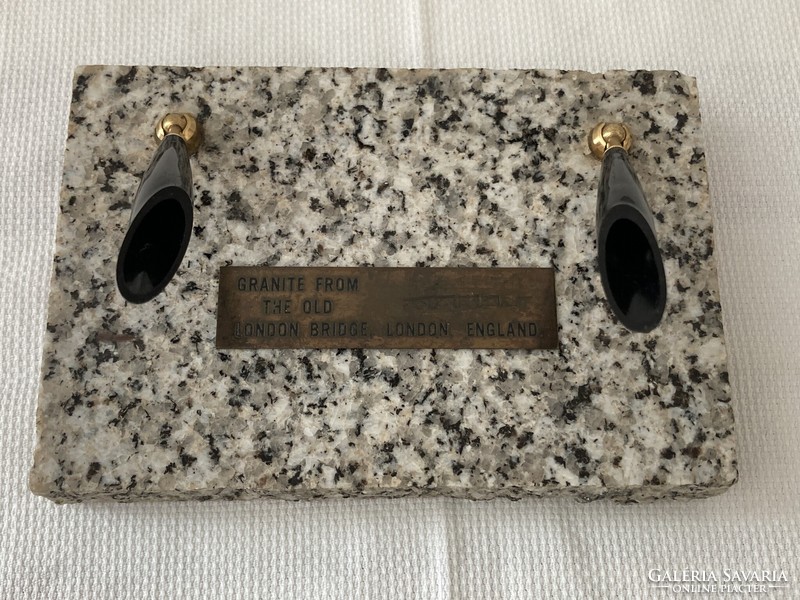 GRANITE FROM
THE OLD
LONDON BRIDGE, LONDON, ENGLAND
GALÉRIA SAVARIA
ONLINE PIACTÉR